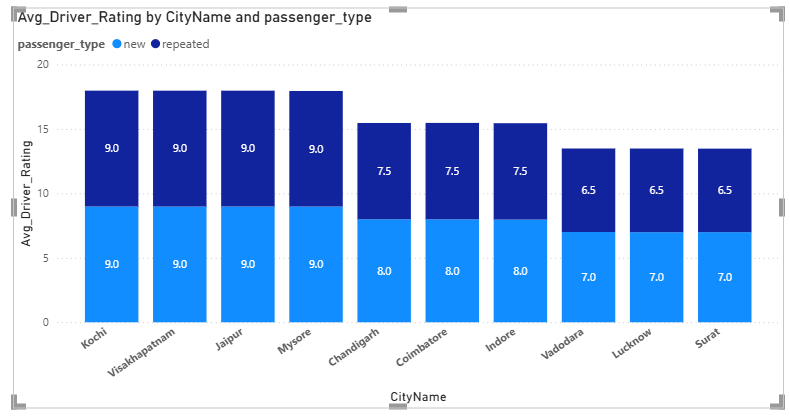 Avg_Driver_Rating by CityName and passenger_type
passenger_type new repeated
20
15
10
5
0
Avg_Driver_Rating
9.0 9.0 9.0 9.0 7.5 7.5 7.5 6.5 6.5 6.5
9.0 9.0 9.0 9.0 8.0 8.0 8.0 7.0 7.0 7.0
Kochi Visakhapatnam Jaipur Mysore Chandigarh Coimbatore Indore Vadodara Lucknow Surat
CityName